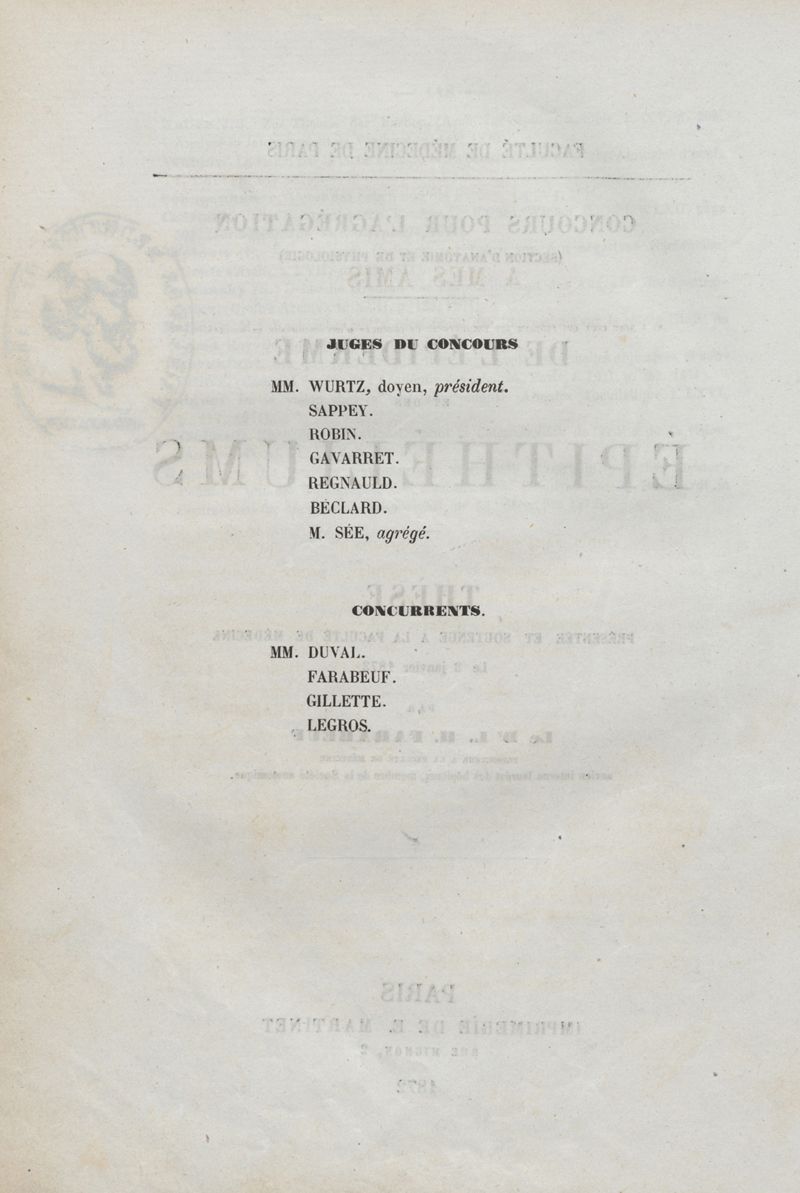 JUGES DU CONCOURS
MM. WURTZ, doyen, président.
SAPPEY.
ROBIN.
GAVARRET.
REGNAULD.
BÉCLARD.
M. SÉE, agrégé.
CONCURRENTS.
MM. DUVAL.
FARABEUF.
GILLETTE.
LEGROS.